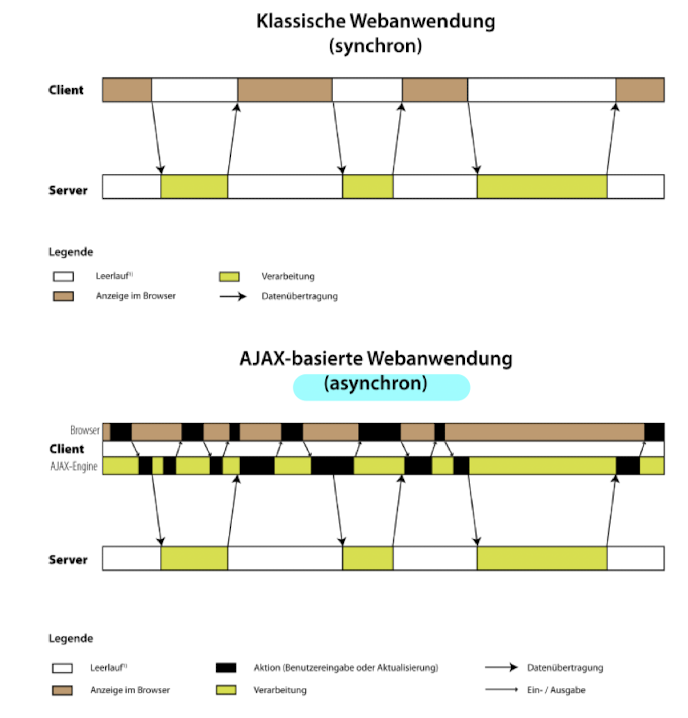 Klassische Webanwendung
(synchron)
Client
Server
Legende
Leerlauf¹⁾ Verarbeitung
Anzeige im Browser Datenübertragung
AJAX-basierte Webanwendung
(asynchron)
Browser
Client
AJAX-Engine
Server
Legende
Leerlauf¹⁾ Aktion (Benutzereingabe oder Aktualisierung) Datenübertragung
Anzeige im Browser Verarbeitung Ein- / Ausgabe